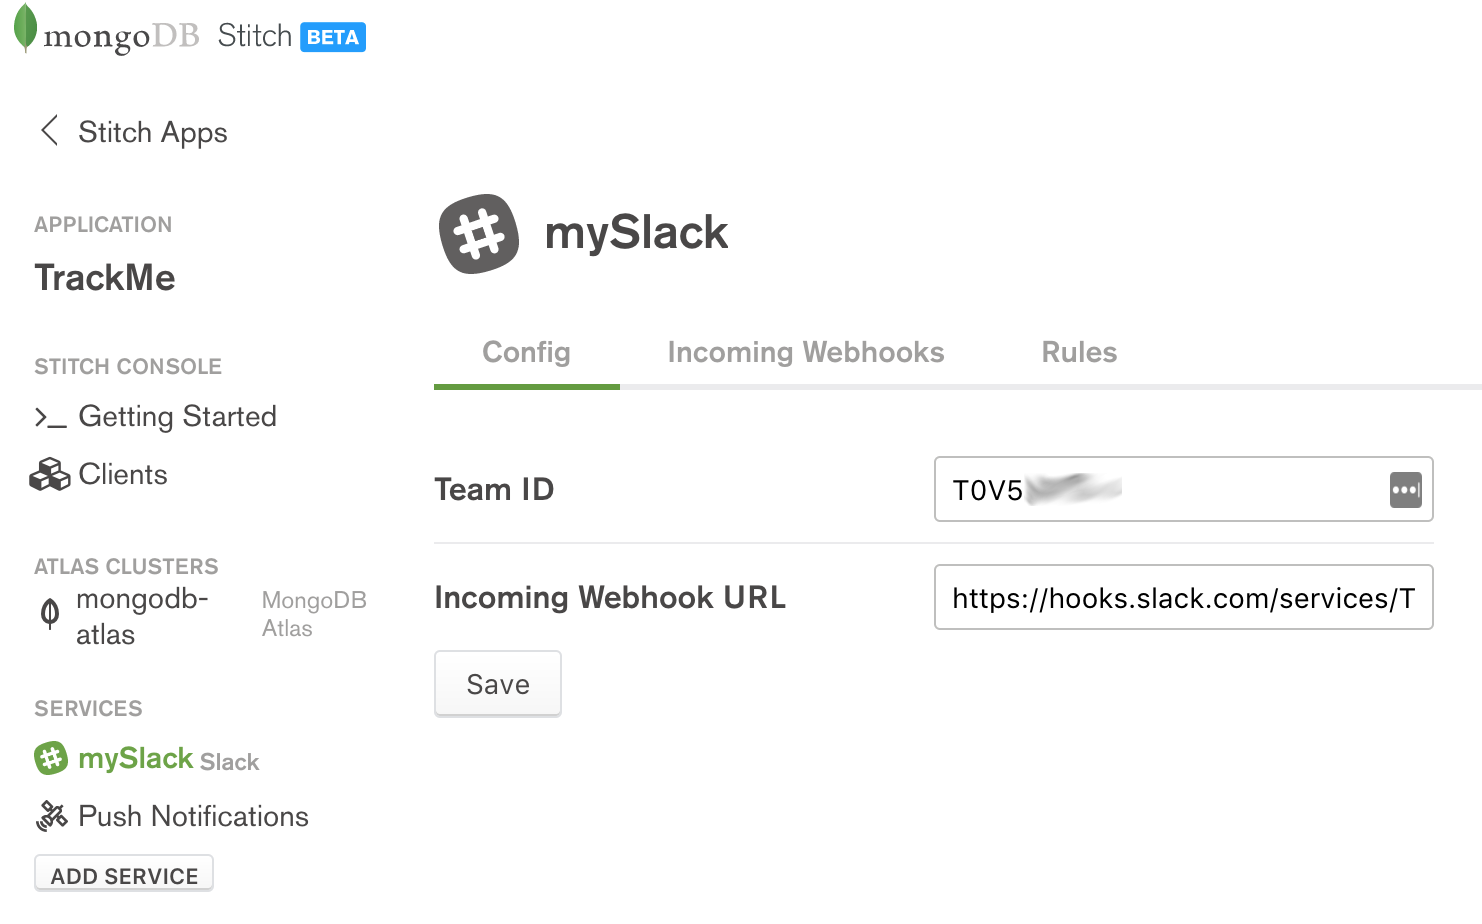 mongoDB Stitch BETA
Stitch Apps
APPLICATION
TrackMe
STITCH CONSOLE
>_ Getting Started
Clients
ATLAS CLUSTERS
mongodb-
atlas
MongoDB
Atlas
SERVICES
mySlack Slack
Push Notifications
ADD SERVICE
mySlack
Config Incoming Webhooks Rules
Team ID T0V5
Incoming Webhook URL https://hooks.slack.com/services/T
Save